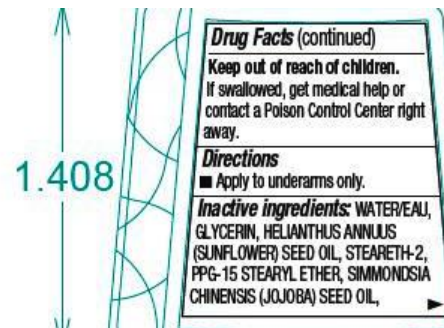 1.408
Drug Facts (continued)
Keep out of reach of children.
If swallowed, get medical help or
contact a Poison Control Center right
away.
Directions
■ Apply to underarms only.
Inactive ingredients: WATER/EAU,
GLYCERIN, HELIANTHUS ANNUUS
(SUNFLOWER) SEED OIL, STEARETH-2,
PPG-15 STEARYL ETHER, SIMMONDSIA
CHINENSIS (JOJOBA) SEED OIL,